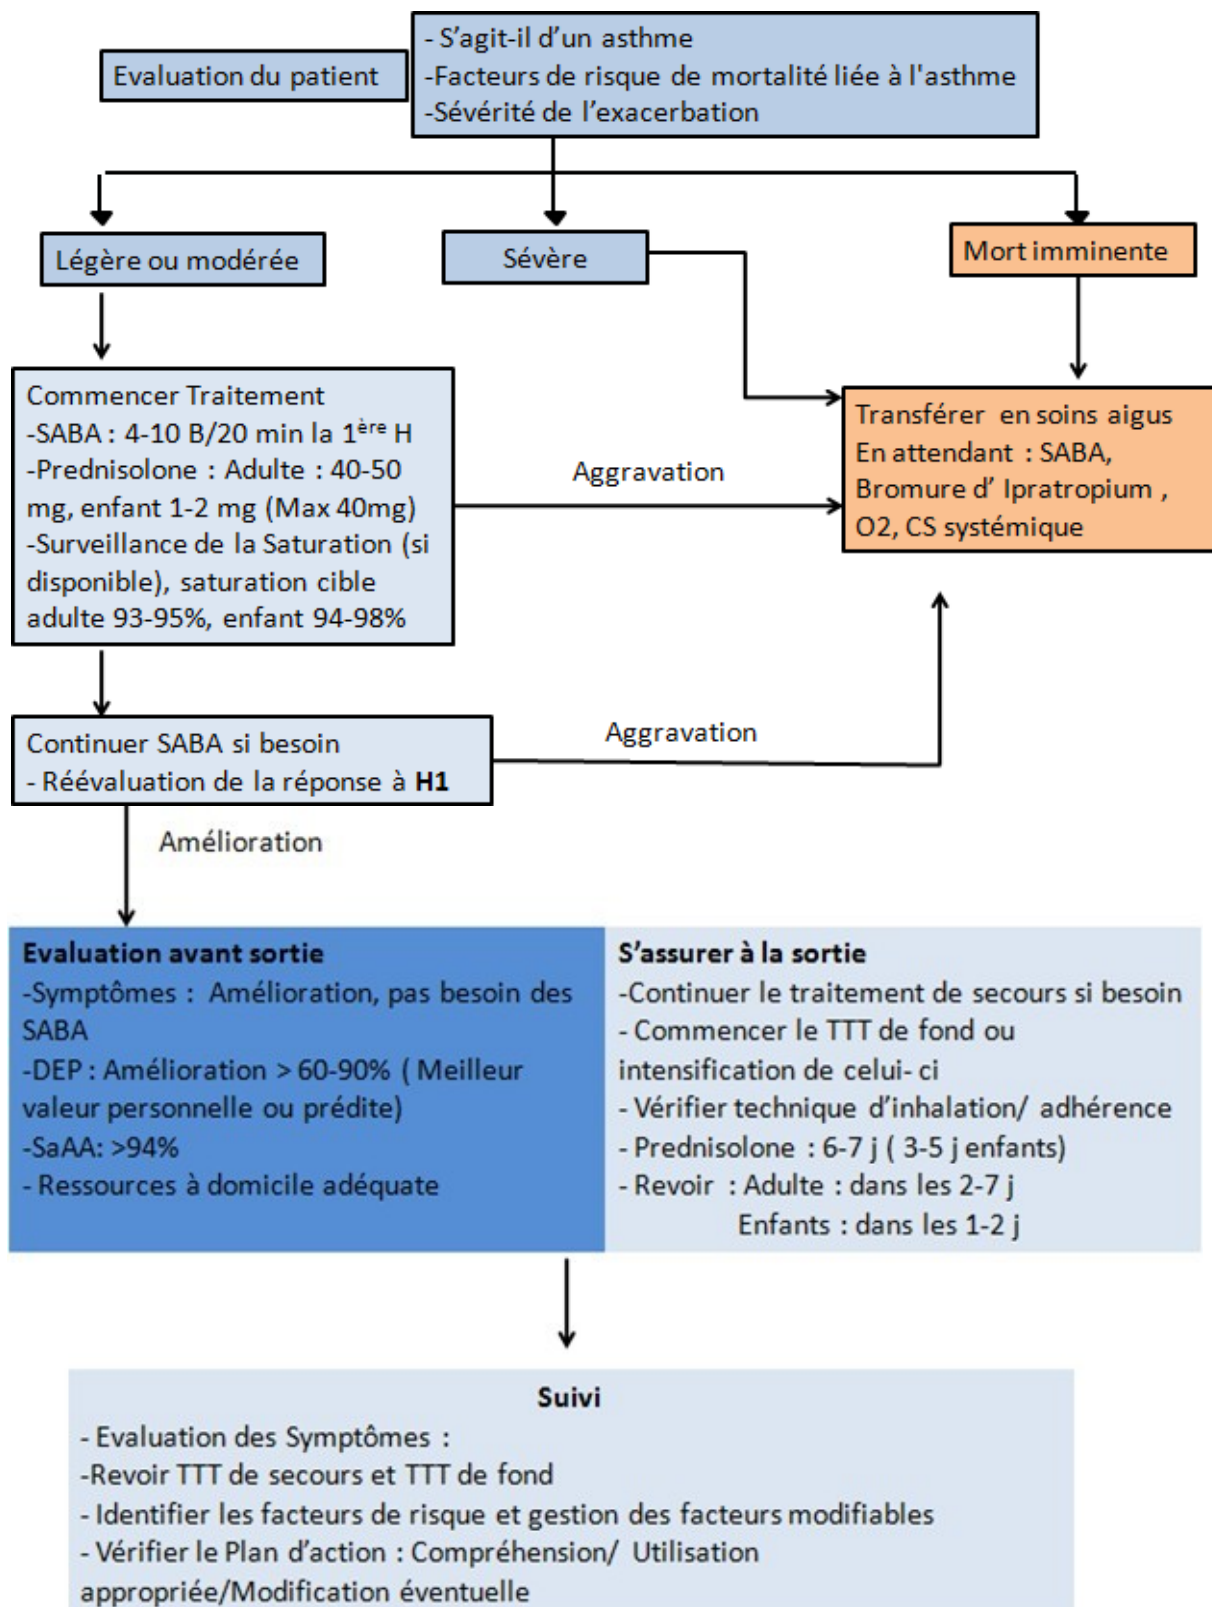 Evaluation du patient
- S’agit-il d’un asthme
-Facteurs de risque de mortalité liée à l'asthme
-Sévérité de l’exacerbation
Légère ou modérée
Sévère
Mort imminente
Commencer Traitement
-SABA : 4-10 B/20 min la 1ère H
-Prednisolone : Adulte : 40-50
mg, enfant 1-2 mg (Max 40mg)
-Surveillance de la Saturation (si
disponible), saturation cible
adulte 93-95%, enfant 94-98%
Aggravation
Transférer en soins aigus
En attendant : SABA,
Bromure d’ Ipratropium ,
O2, CS systémique
Continuer SABA si besoin
- Réévaluation de la réponse à H1
Aggravation
Amélioration
Evaluation avant sortie
-Symptômes : Amélioration, pas besoin des
SABA
-DEP : Amélioration > 60-90% ( Meilleur
valeur personnelle ou prédite)
-SaAA: >94%
- Ressources à domicile adéquate
S’assurer à la sortie
-Continuer le traitement de secours si besoin
- Commencer le TTT de fond ou
intensification de celui- ci
- Vérifier technique d’inhalation/ adhérence
- Prednisolone : 6-7 j ( 3-5 j enfants)
- Revoir : Adulte : dans les 2-7 j
Enfants : dans les 1-2 j
Suivi
- Evaluation des Symptômes :
-Revoir TTT de secours et TTT de fond
- Identifier les facteurs de risque et gestion des facteurs modifiables
- Vérifier le Plan d’action : Compréhension/ Utilisation
appropriée/Modification éventuelle